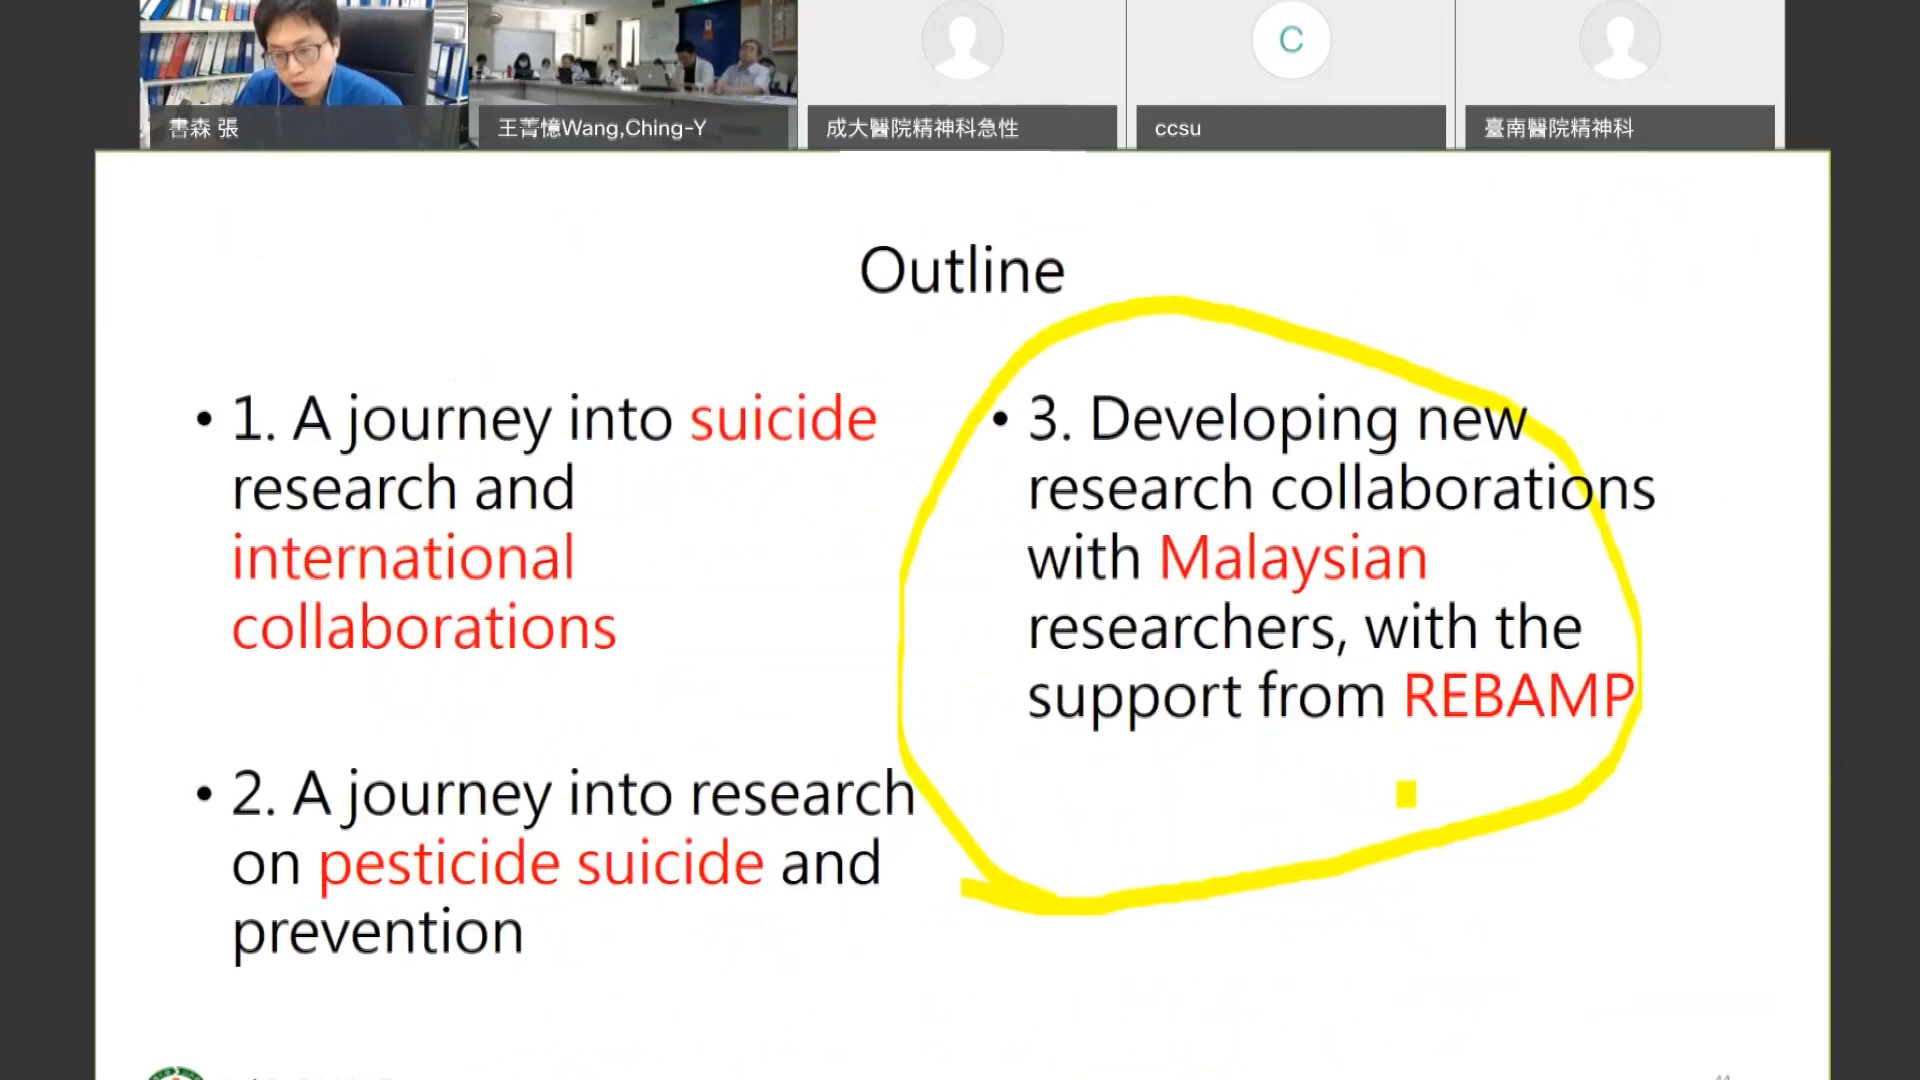 書森 張
王菁憶Wang,Ching-Y
成大醫院精神科急性
C
ccsu
臺南醫院精神科
Outline
• 1. A journey into suicide
research and
international
collaborations
• 2. A journey into research
on pesticide suicide and
prevention
• 3. Developing new
research collaborations
with Malaysian
researchers, with the
support from REBAMP